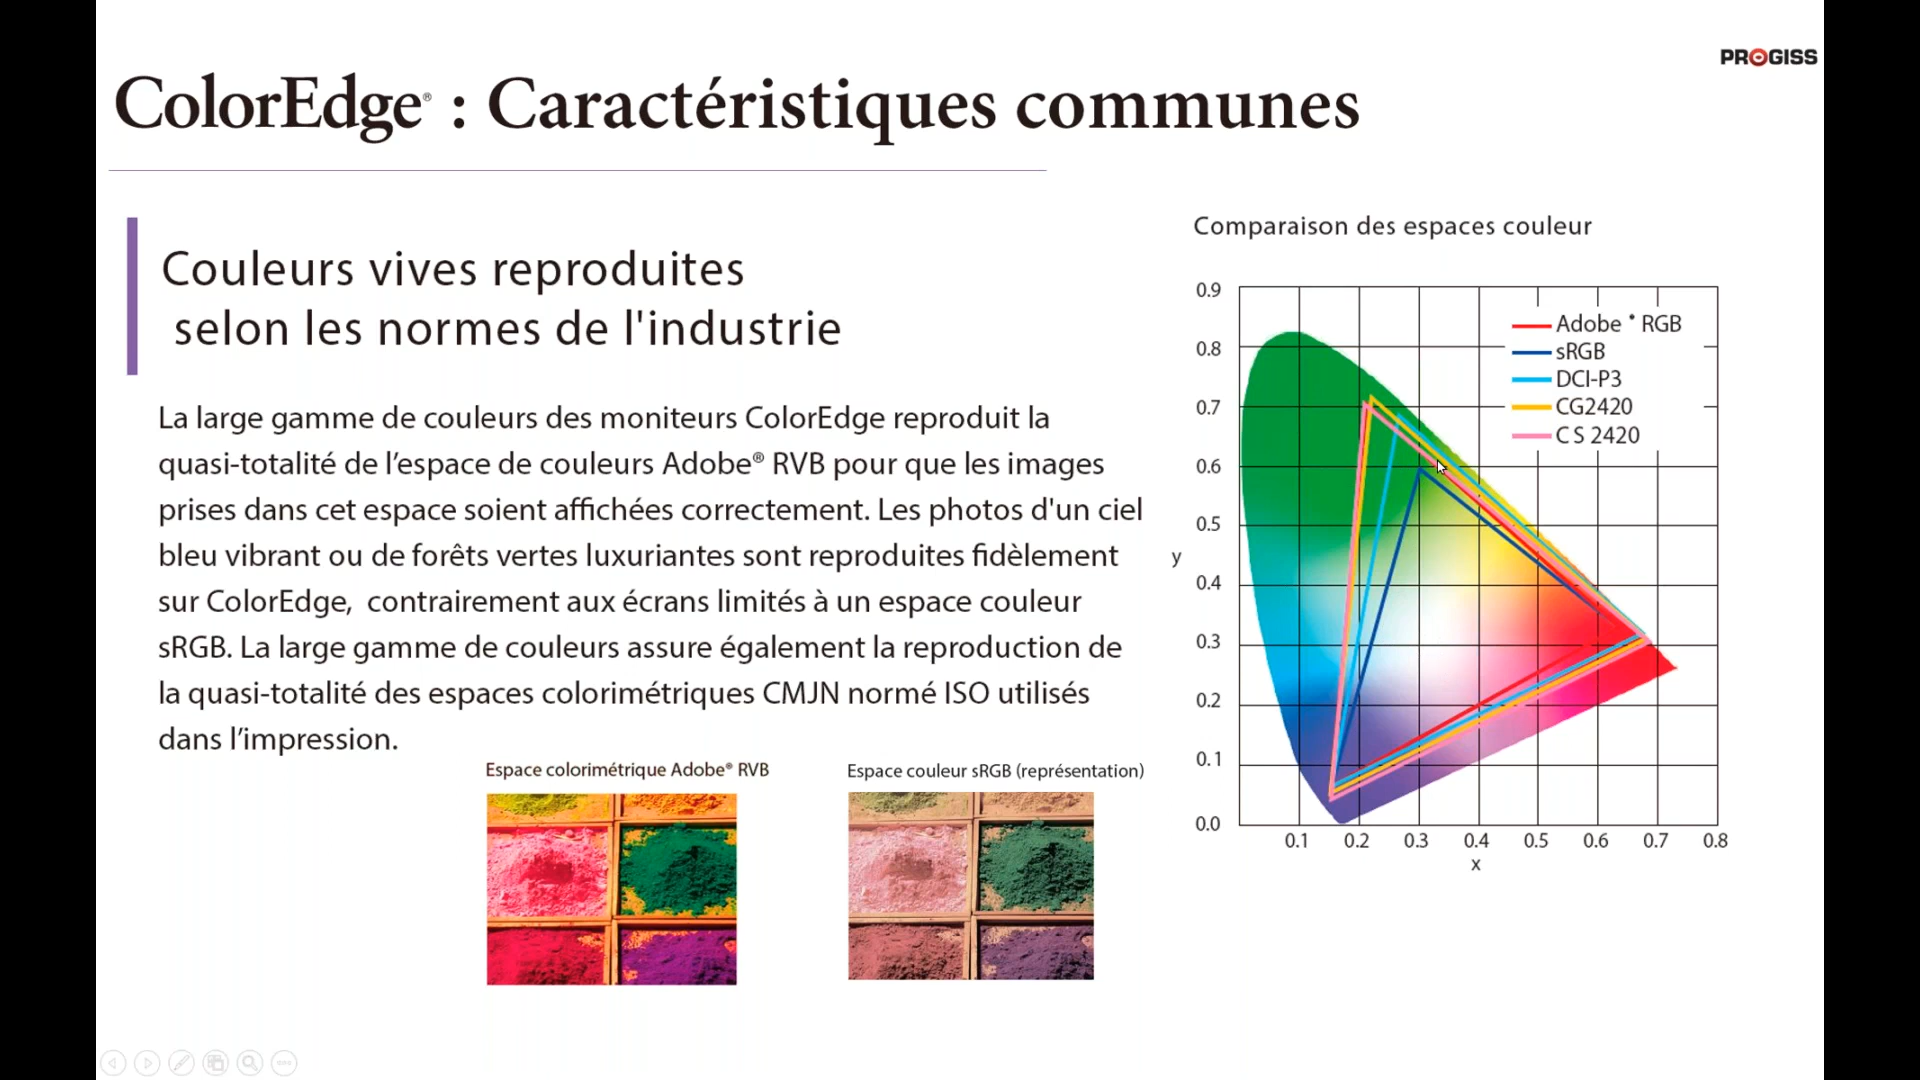 PROGISS
ColorEdge® : Caractéristiques communes
Couleurs vives reproduites
selon les normes de l'industrie
La large gamme de couleurs des moniteurs ColorEdge reproduit la
quasi-totalité de l’espace de couleurs Adobe® RVB pour que les images
prises dans cet espace soient affichées correctement. Les photos d'un ciel
bleu vibrant ou de forêts vertes luxuriantes sont reproduites fidèlement
sur ColorEdge, contrairement aux écrans limités à un espace couleur
sRGB. La large gamme de couleurs assure également la reproduction de
la quasi-totalité des espaces colorimétriques CMJN normé ISO utilisés
dans l’impression.
Espace colorimétrique Adobe® RVB
Espace couleur sRGB (représentation)
Comparaison des espaces couleur
0.9
0.8
0.7
0.6
0.5
y
0.4
0.3
0.2
0.1
0.0
0.1 0.2 0.3 0.4 0.5 0.6 0.7 0.8
x
Adobe * RGB
sRGB
DCI-P3
CG2420
C S 2420